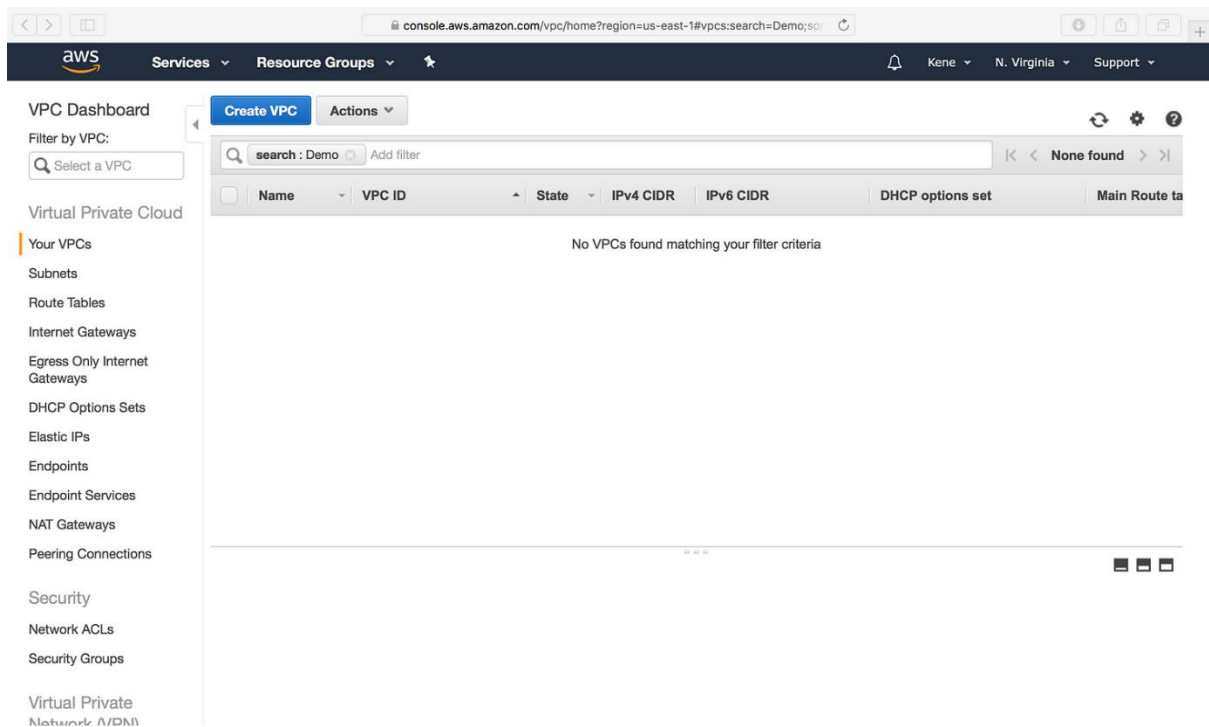 console.aws.amazon.com/vpc/home?region=us-east-1#vpcs:search=Demo;sor
aws Services Resource Groups Kene N. Virginia Support
VPC Dashboard
Filter by VPC:
Select a VPC
Virtual Private Cloud
Your VPCs
Subnets
Route Tables
Internet Gateways
Egress Only Internet
Gateways
DHCP Options Sets
Elastic IPs
Endpoints
Endpoint Services
NAT Gateways
Peering Connections
Security
Network ACLs
Security Groups
Virtual Private
Network (VPN)
Create VPC Actions
search : Demo Add filter None found
Name VPC ID State IPv4 CIDR IPv6 CIDR DHCP options set Main Route ta
No VPCs found matching your filter criteria